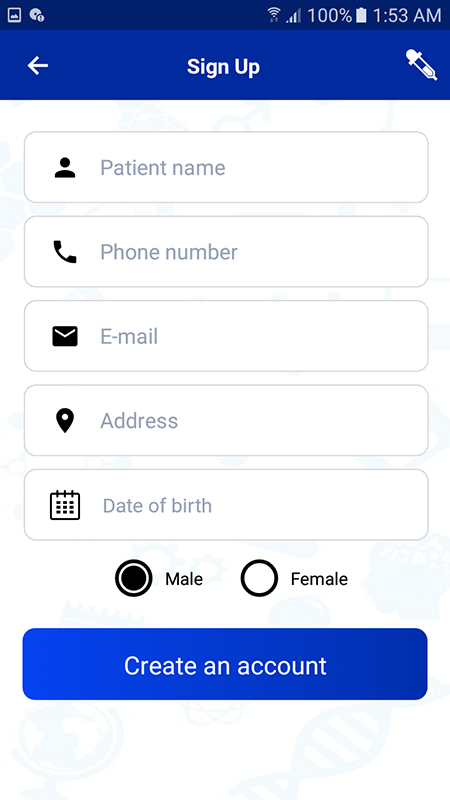 100% 1:53 AM
Sign Up
Patient name
Phone number
E-mail
Address
Date of birth
Male Female
Create an account